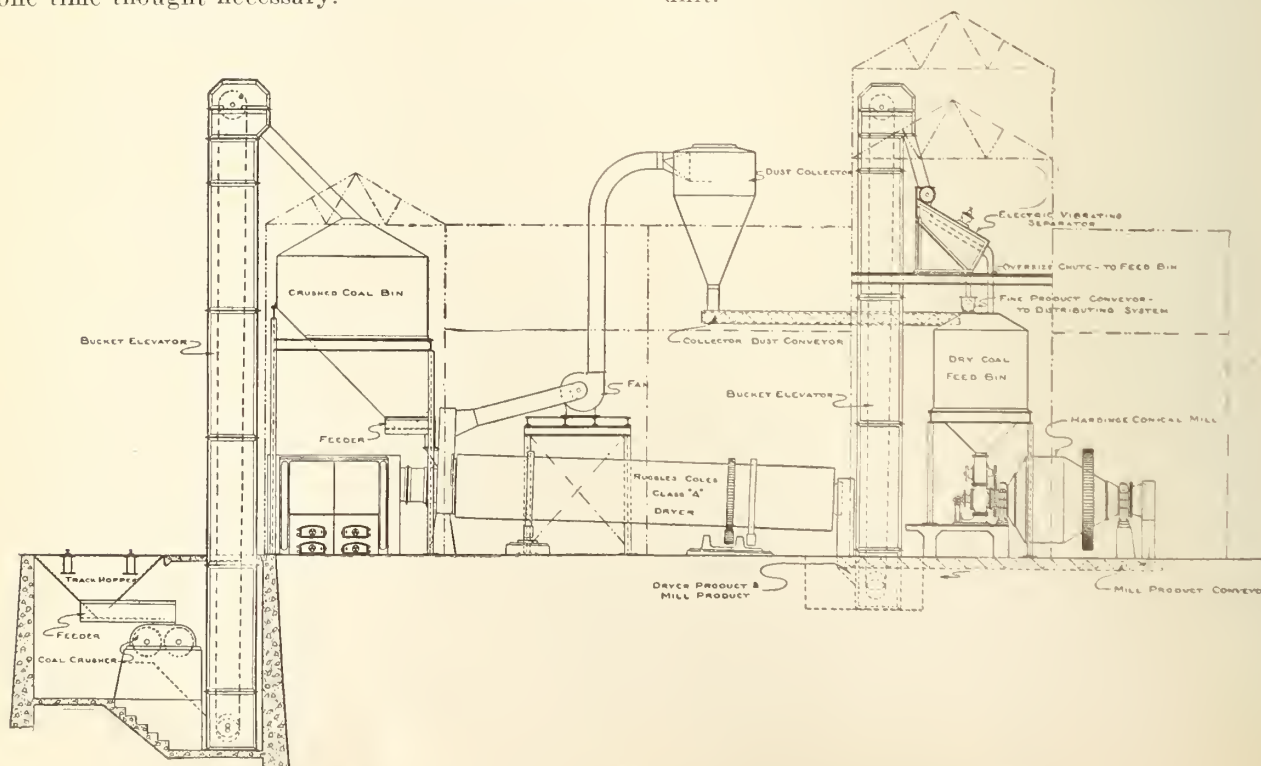 one time thought necessary.
DUST COLLECTOR
ELECTRIC VIBRATING
SEPARATOR
OVERSIZE CHUTE - TO FEED BIN
CRUSHED COAL BIN
FINE PRODUCT CONVEYOR -
TO DISTRIBUTING SYSTEM
BUCKET ELEVATOR
COLLECTOR DUST CONVEYOR
DRY COAL
FEED BIN
FAN
BUCKET ELEVATOR
HARDINGE CONICAL MILL
FEEDER
RUGGLES COLES
CLASS "A"
DRYER
TRACK HOPPER
DRYER PRODUCT &
MILL PRODUCT
MILL PRODUCT CONVEYO
FEEDER
COAL CRUSHER